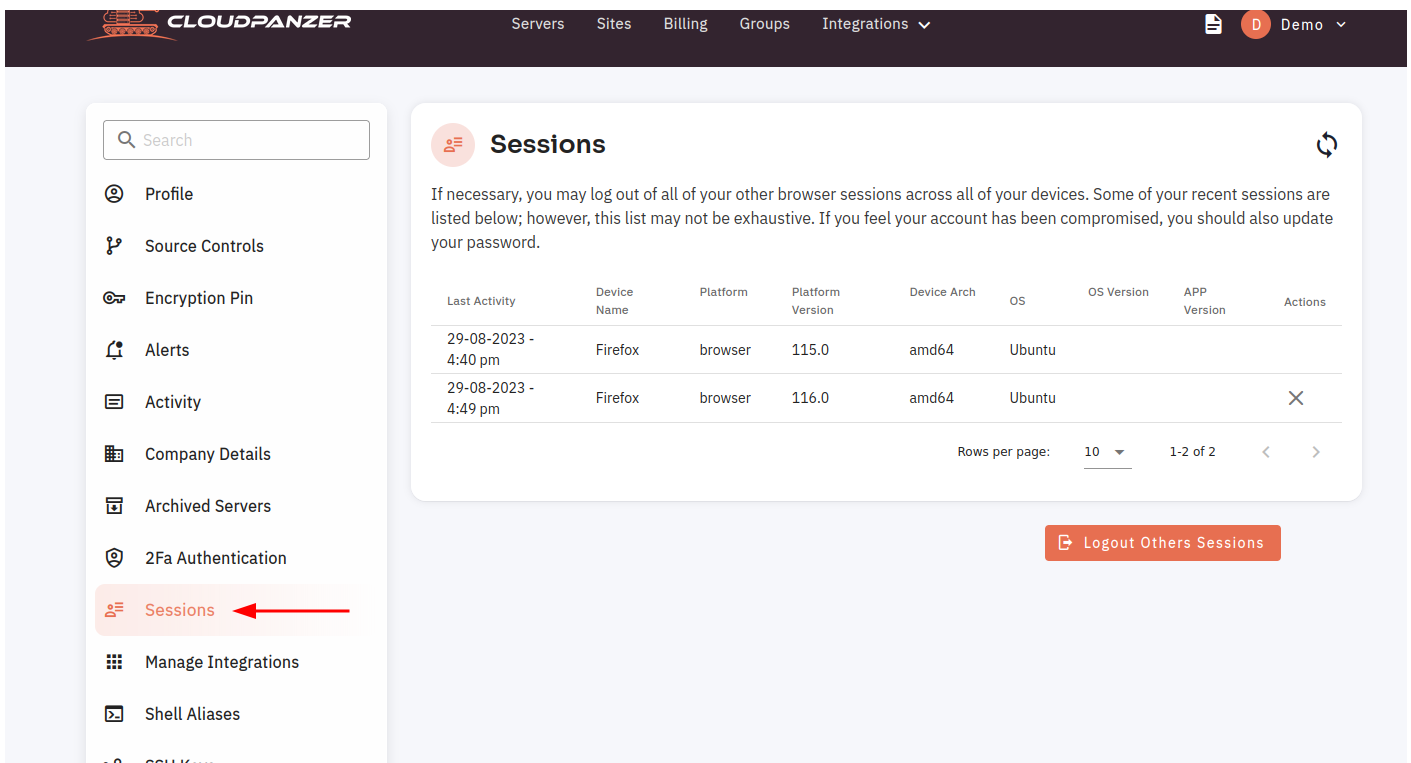 CLOUDPANZER
Servers Sites Billing Groups Integrations
D Demo
Search
Profile
Source Controls
Encryption Pin
Alerts
Activity
Company Details
Archived Servers
2Fa Authentication
Sessions
Manage Integrations
Shell Aliases
Sessions
If necessary, you may log out of all of your other browser sessions across all of your devices. Some of your recent sessions are
listed below; however, this list may not be exhaustive. If you feel your account has been compromised, you should also update
your password.
Last Activity Device Name Platform Platform Version Device Arch OS OS Version APP Version Actions
29-08-2023 - 4:40 pm Firefox browser 115.0 amd64 Ubuntu
29-08-2023 - 4:49 pm Firefox browser 116.0 amd64 Ubuntu
Rows per page: 10 1-2 of 2
Logout Others Sessions